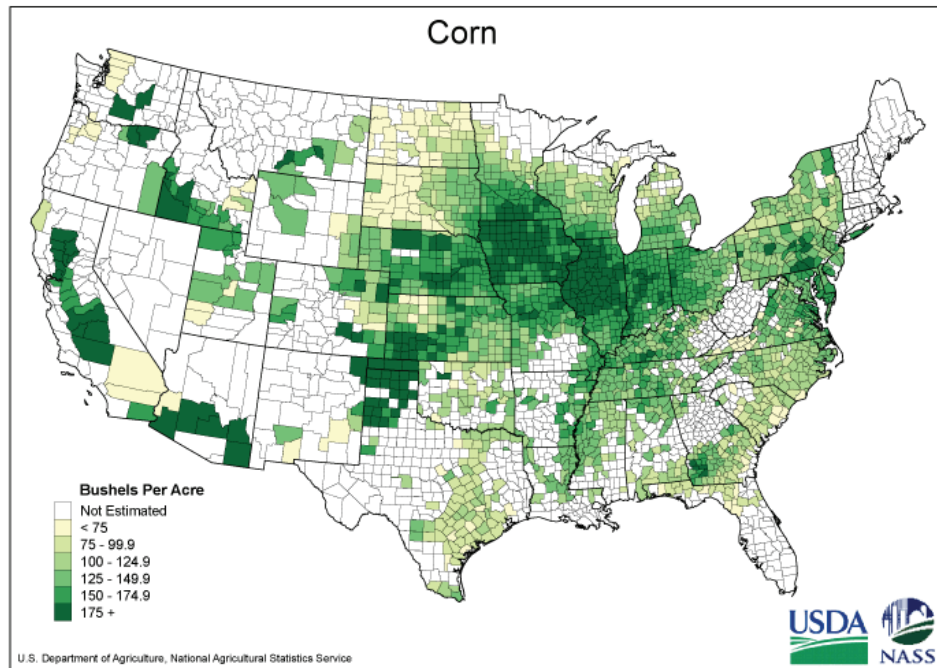 Corn
Bushels Per Acre
Not Estimated
< 75
75 - 99.9
100 - 124.9
125 - 149.9
150 - 174.9
175 +
U.S. Department of Agriculture, National Agricultural Statistics Service
USDA
NASS